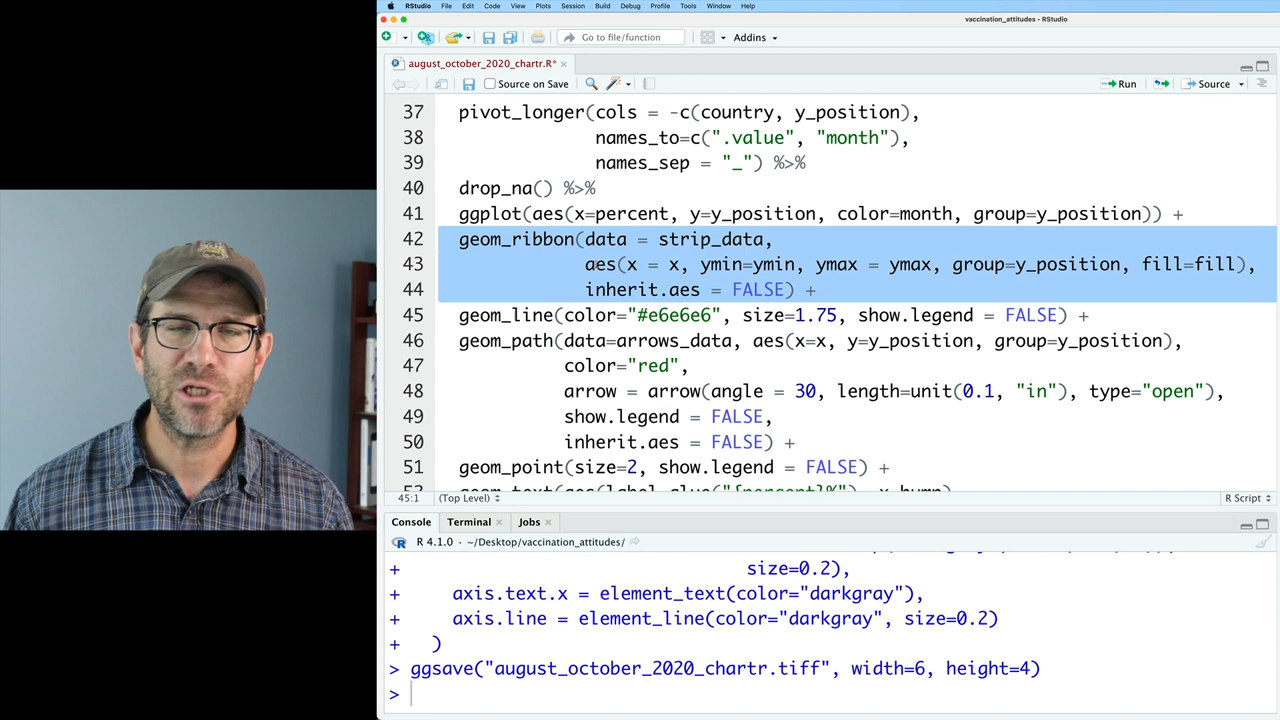 RStudio File Edit Code View Plots Session Build Debug Profile Tools Window Help
vaccination_attitudes - RStudio
Go to file/function Addins
august_october_2020_chartr.R*
Source on Save Run Source
37 pivot_longer(cols = -c(country, y_position),
38 names_to=c(".value", "month"),
39 names_sep = "_") %>%
40 drop_na() %>%
41 ggplot(aes(x=percent, y=y_position, color=month, group=y_position)) +
42 geom_ribbon(data = strip_data,
43 aes(x = x, ymin=ymin, ymax = ymax, group=y_position, fill=fill),
44 inherit.aes = FALSE) +
45 geom_line(color="#e6e6e6", size=1.75, show.legend = FALSE) +
46 geom_path(data=arrows_data, aes(x=x, y=y_position, group=y_position),
47 color="red",
48 arrow = arrow(angle = 30, length=unit(0.1, "in"), type="open"),
49 show.legend = FALSE,
50 inherit.aes = FALSE) +
51 geom_point(size=2, show.legend = FALSE) +
45:1 (Top Level) R Script
Console Terminal Jobs
R 4.1.0 · ~/Desktop/vaccination_attitudes/
+ size=0.2),
+ axis.text.x = element_text(color="darkgray"),
+ axis.line = element_line(color="darkgray", size=0.2)
+ )
> ggsave("august_october_2020_chartr.tiff", width=6, height=4)
>